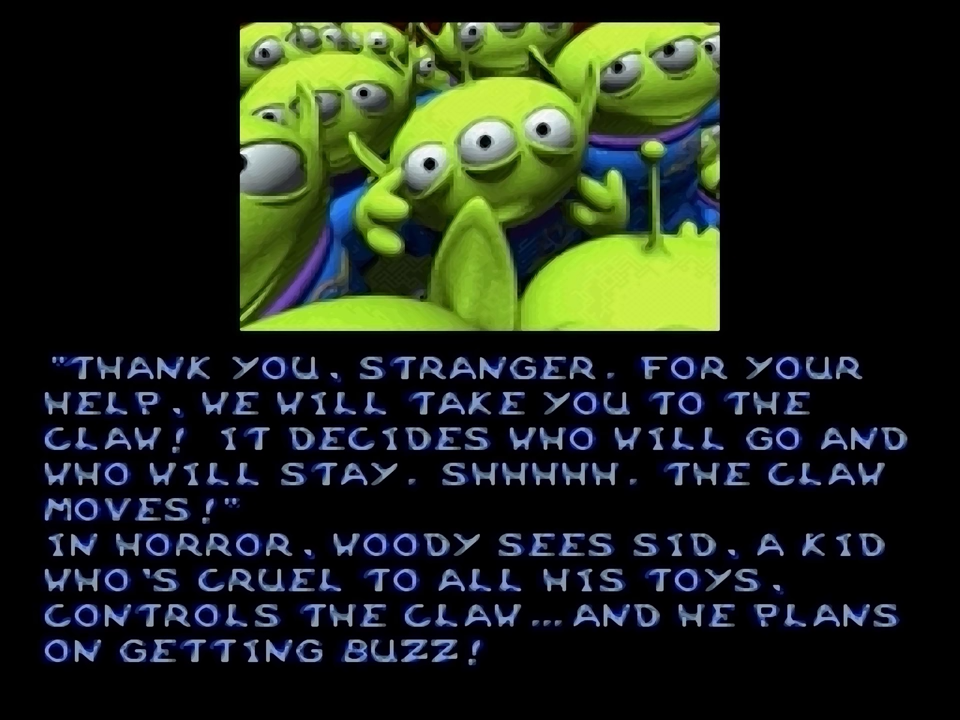 "THANK YOU, STRANGER. FOR YOUR
HELP, WE WILL TAKE YOU TO THE
CLAW! IT DECIDES WHO WILL GO AND
WHO WILL STAY. SHHHHH. THE CLAW
MOVES!"
IN HORROR, WOODY SEES SID, A KID
WHO'S CRUEL TO ALL HIS TOYS,
CONTROLS THE CLAW...AND HE PLANS
ON GETTING BUZZ!